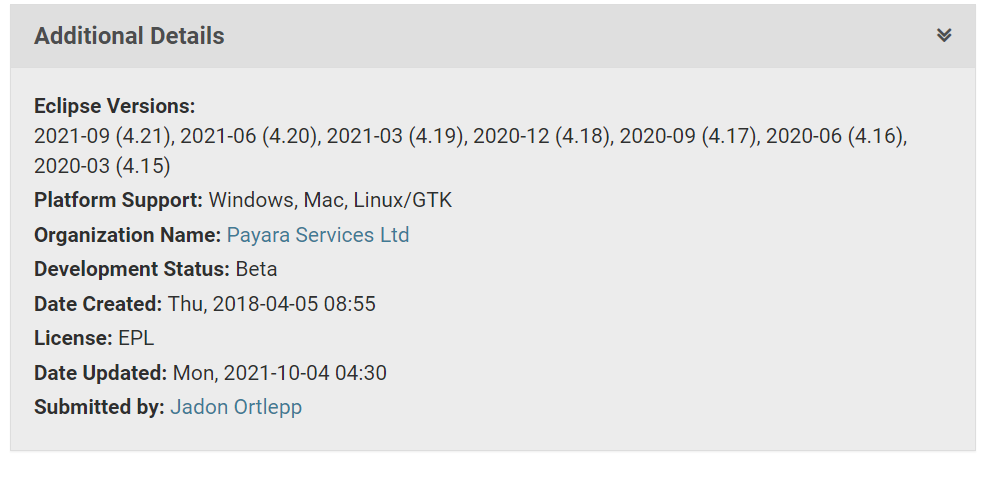 Additional Details
Eclipse Versions:
2021-09 (4.21), 2021-06 (4.20), 2021-03 (4.19), 2020-12 (4.18), 2020-09 (4.17), 2020-06 (4.16),
2020-03 (4.15)
Platform Support: Windows, Mac, Linux/GTK
Organization Name: Payara Services Ltd
Development Status: Beta
Date Created: Thu, 2018-04-05 08:55
License: EPL
Date Updated: Mon, 2021-10-04 04:30
Submitted by: Jadon Ortlepp